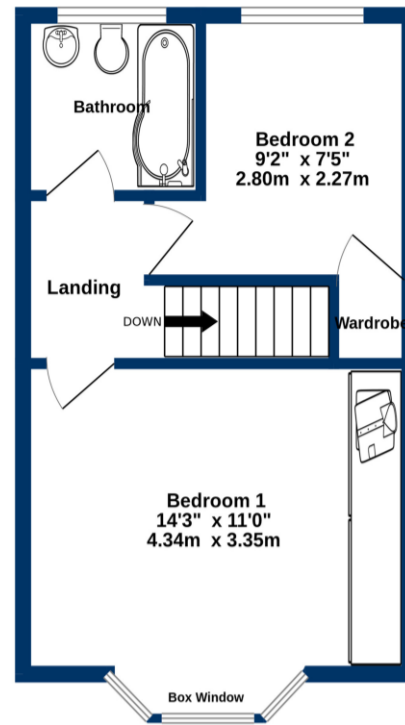 Bathroom
Bedroom 2
9'2" x 7'5"
2.80m x 2.27m
Landing
DOWN
Wardrobe
Bedroom 1
14'3" x 11'0"
4.34m x 3.35m
Box Window